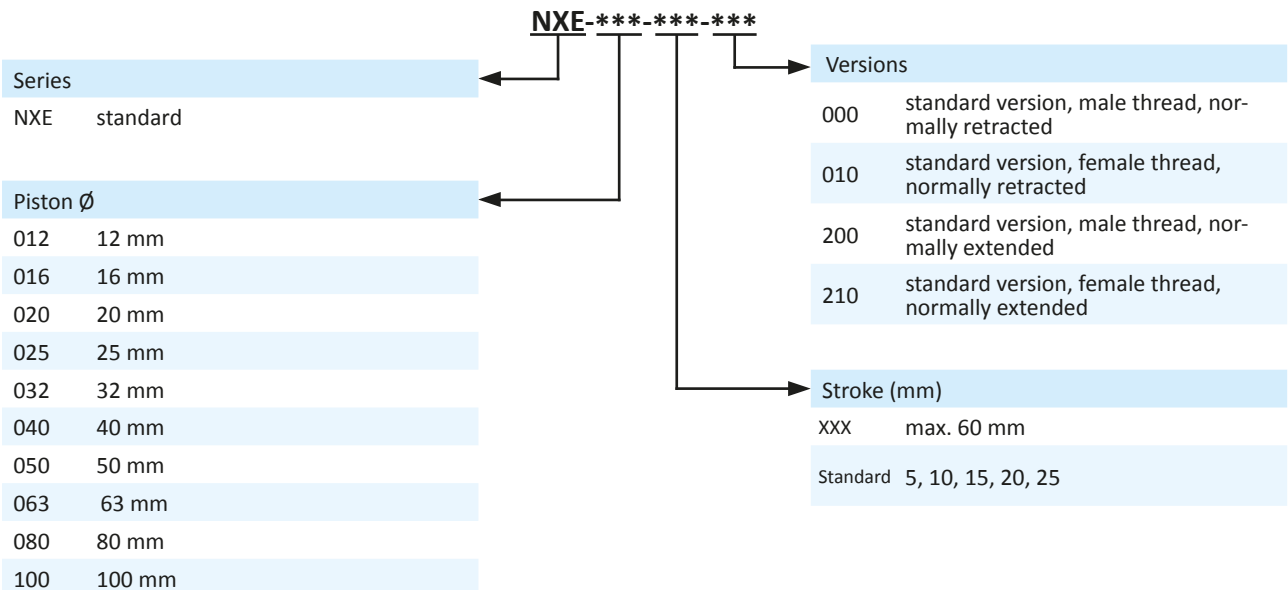 NXE-***-***-***
Series
NXE standard
Piston Ø
012 12 mm
016 16 mm
020 20 mm
025 25 mm
032 32 mm
040 40 mm
050 50 mm
063 63 mm
080 80 mm
100 100 mm
Versions
000 standard version, male thread, nor-
mally retracted
010 standard version, female thread,
normally retracted
200 standard version, male thread, nor-
mally extended
210 standard version, female thread,
normally extended
Stroke (mm)
XXX max. 60 mm
Standard 5, 10, 15, 20, 25